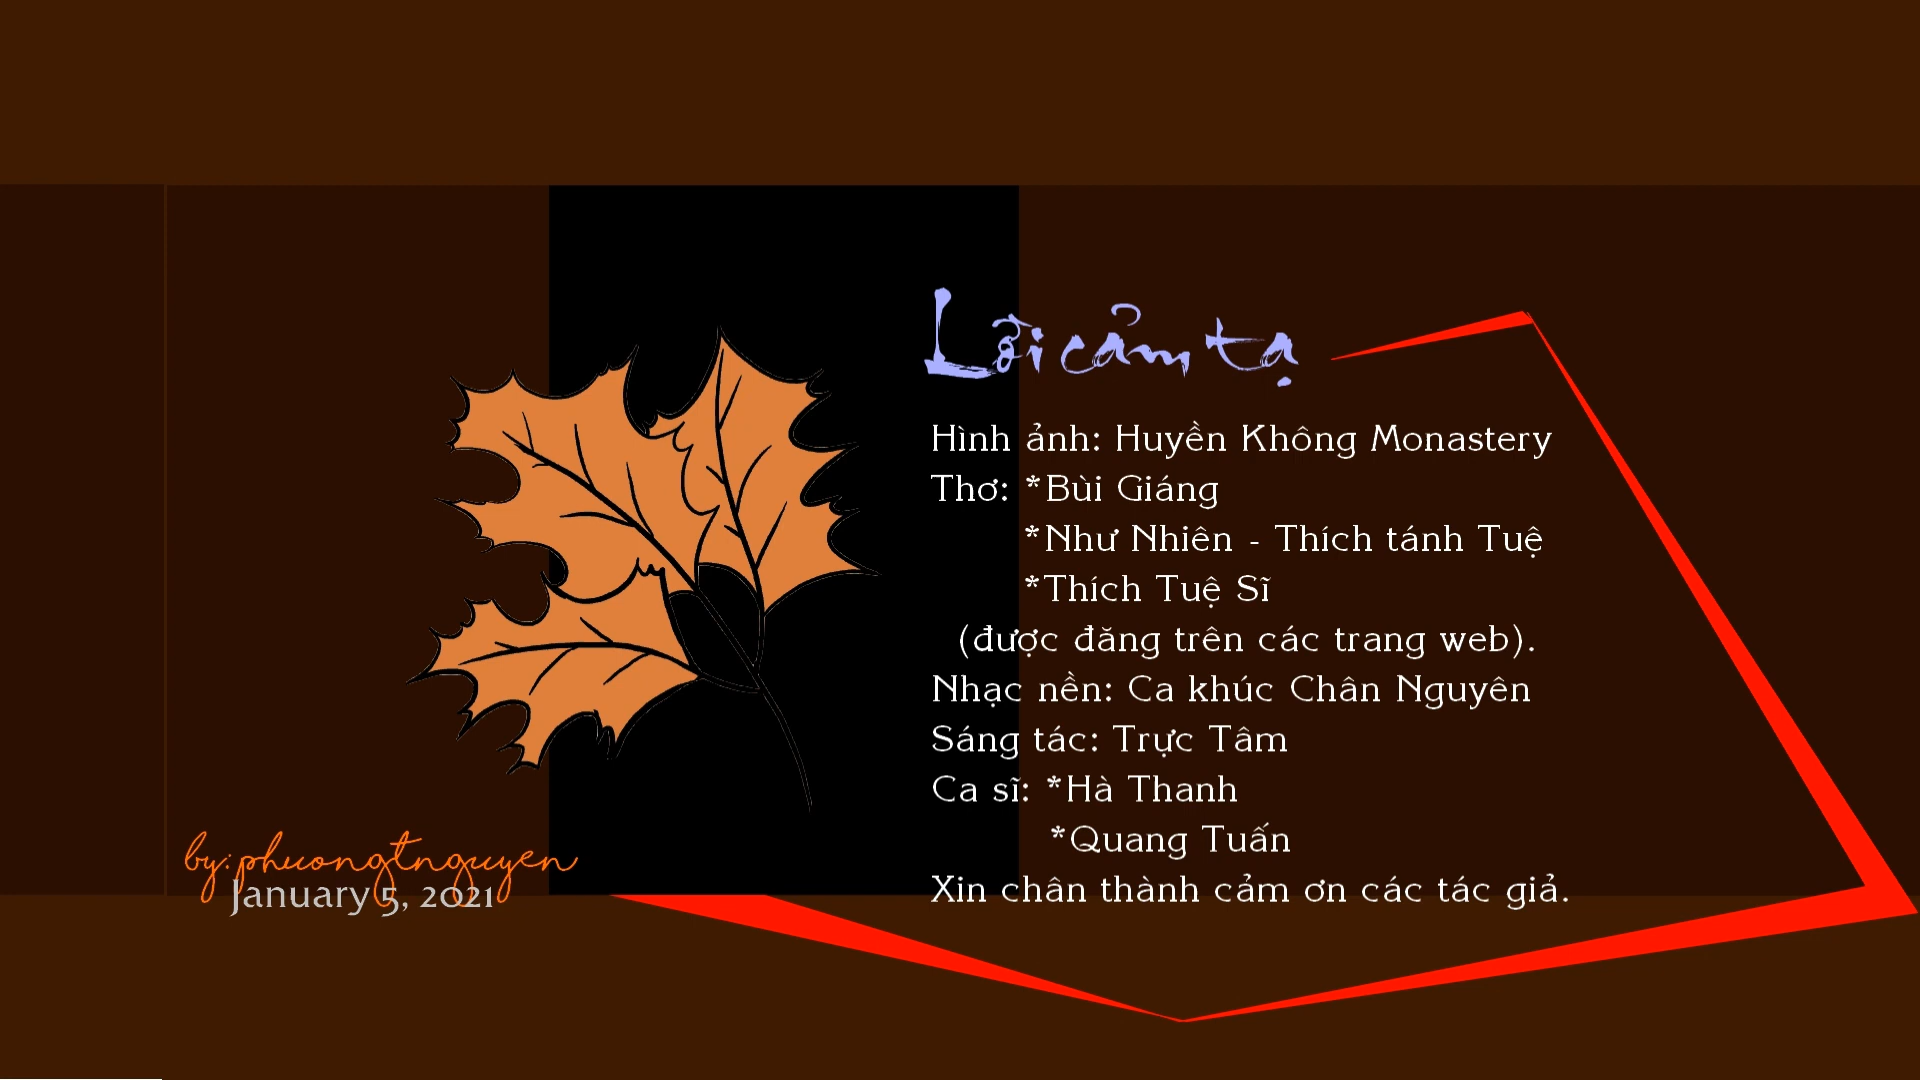 Lời cảm tạ
Hình ảnh: Huyền Không Monastery
Thơ: *Bùi Giáng
*Như Nhiên - Thích tánh Tuệ
*Thích Tuệ Sĩ
(được đăng trên các trang web).
Nhạc nền: Ca khúc Chân Nguyên
Sáng tác: Trực Tâm
Ca sĩ: *Hà Thanh
*Quang Tuấn
Xin chân thành cảm ơn các tác giả.
by: phuongtnguyen
January 5, 2021